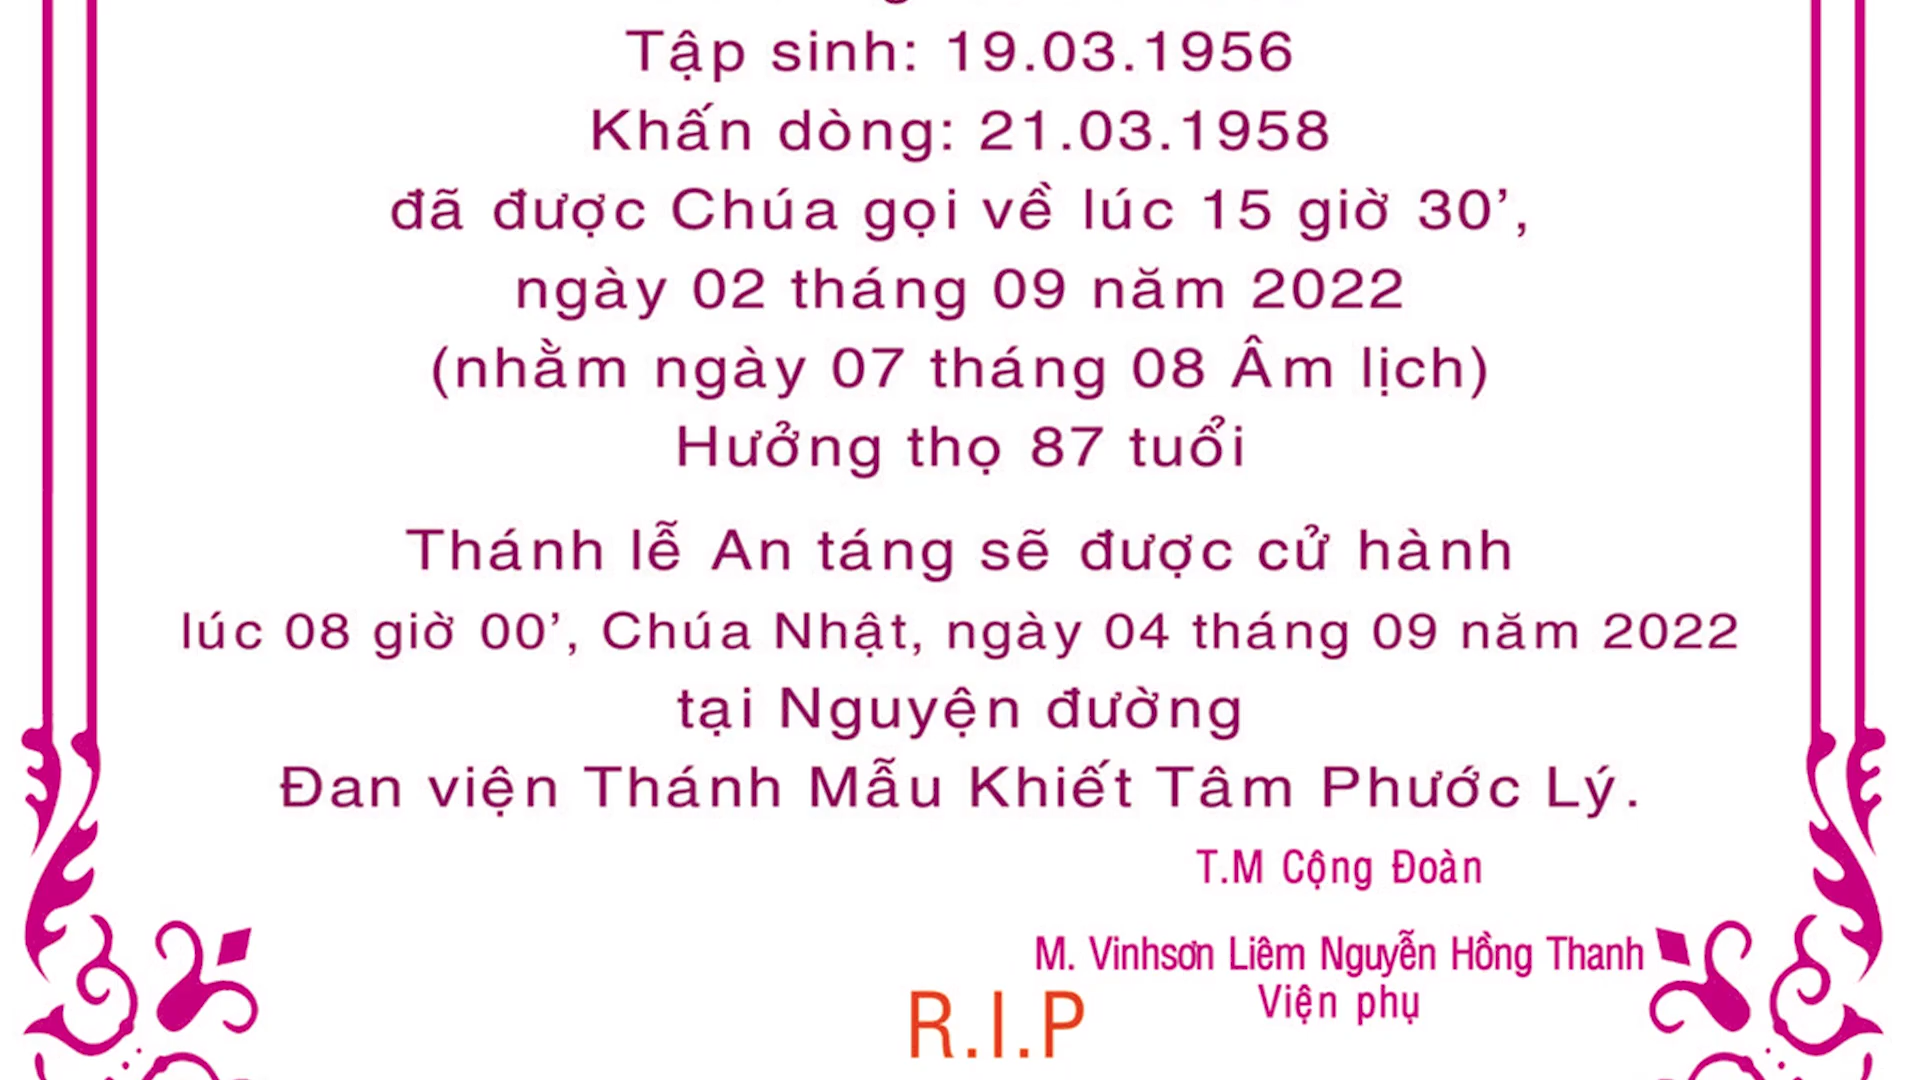 Tập sinh: 19.03.1956
Khấn dòng: 21.03.1958
đã được Chúa gọi về lúc 15 giờ 30’,
ngày 02 tháng 09 năm 2022
(nhằm ngày 07 tháng 08 Âm lịch)
Hưởng thọ 87 tuổi
Thánh lễ An táng sẽ được cử hành
lúc 08 giờ 00’, Chúa Nhật, ngày 04 tháng 09 năm 2022
tại Nguyện đường
Đan viện Thánh Mẫu Khiết Tâm Phước Lý.
T.M Cộng Đoàn
M. Vinhsơn Liêm Nguyễn Hồng Thanh
Viện phụ
R.I.P